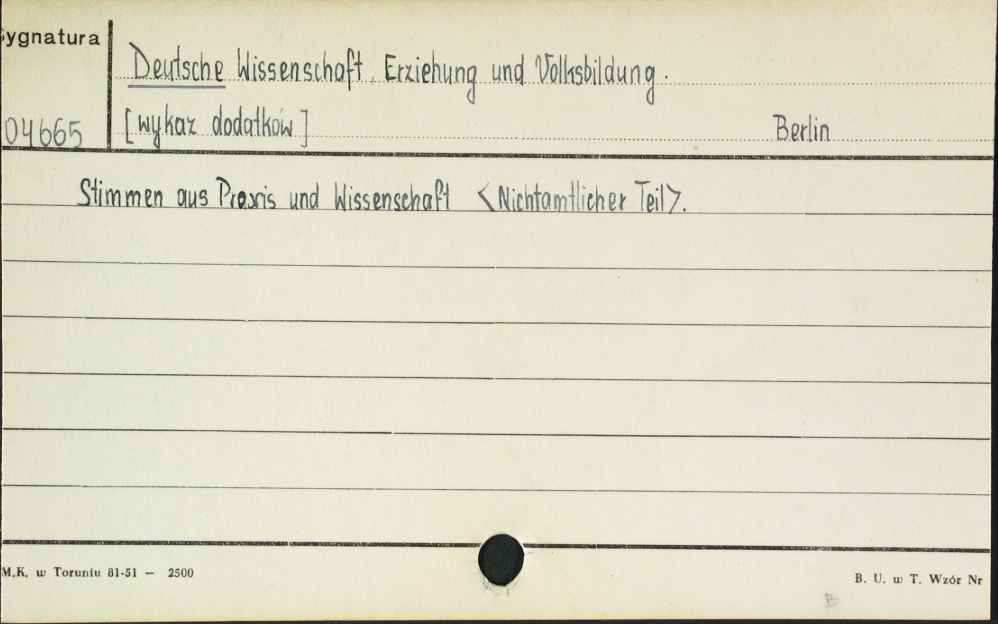 Sygnatura
Deutsche Wissenschaft, Erziehung und Volksbildung.
04665 [wykaz dodatków] Berlin
Stimmen aus Praxis und Wissenschaft <Nichtamtlicher Teil>.
M.K. w Toruniu 81-51 — 2500
B. U. w T. Wzór Nr
B